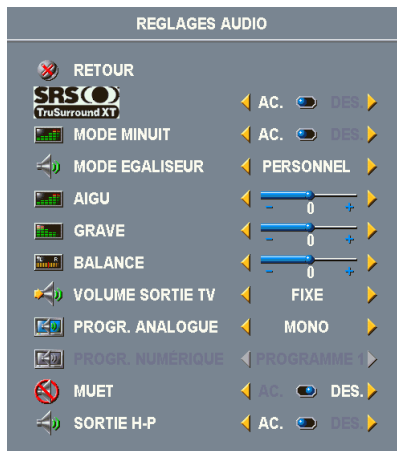 REGLAGES AUDIO
RETOUR
SRS
TruSurround XT AC. DES.
MODE MINUIT AC. DES.
MODE EGALISEUR PERSONNEL
AIGU - 0 +
GRAVE - 0 +
BALANCE - 0 +
VOLUME SORTIE TV FIXE
PROGR. ANALOGUE MONO
PROGR. NUMÉRIQUE PROGRAMME 1
MUET AC. DES.
SORTIE H-P AC. DES.